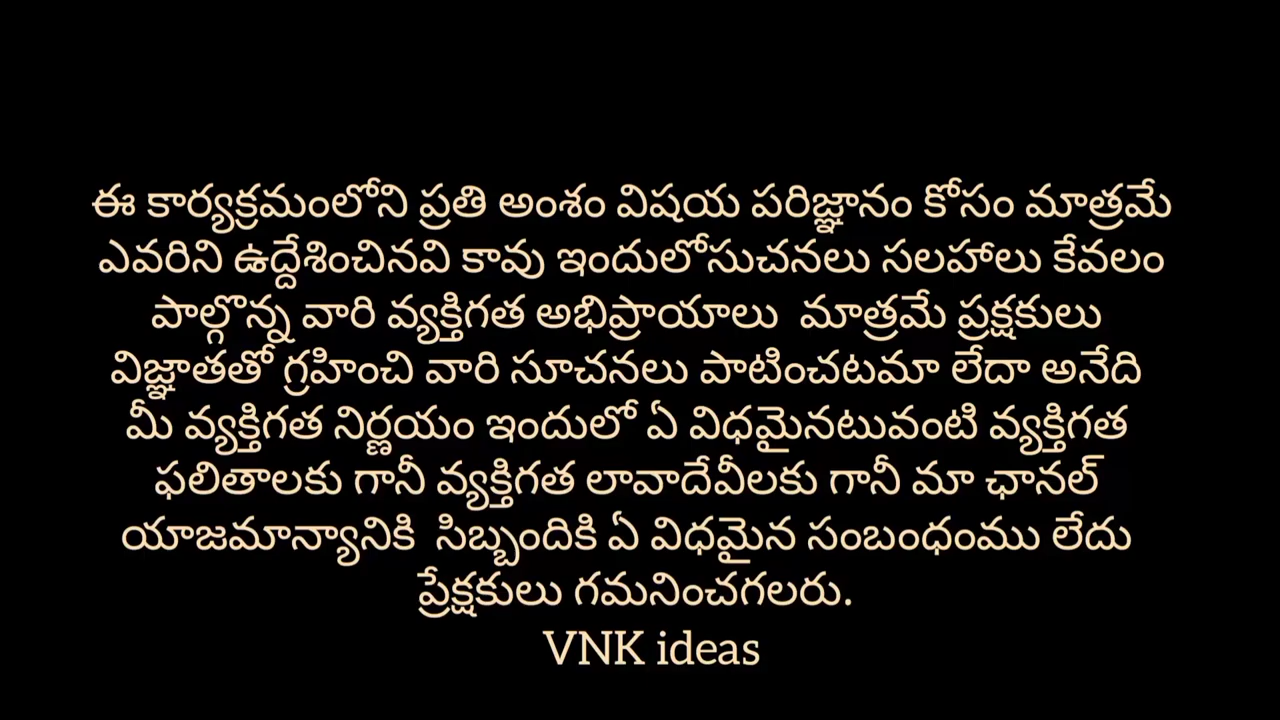 ఈ కార్యక్రమంలోని ప్రతి అంశం విషయ పరిజ్ఞానం కోసం మాత్రమే
ఎవరిని ఉద్దేశించినవి కావు ఇందులోసుచనలు సలహాలు కేవలం
పాల్గొన్న వారి వ్యక్తిగత అభిప్రాయాలు మాత్రమే ప్రక్షకులు
విజ్ఞాతతో గ్రహించి వారి సూచనలు పాటించటమా లేదా అనేది
మీ వ్యక్తిగత నిర్ణయం ఇందులో ఏ విధమైనటువంటి వ్యక్తిగత
ఫలితాలకు గానీ వ్యక్తిగత లావాదేవీలకు గానీ మా ఛానల్
యాజమాన్యానికి సిబ్బందికి ఏ విధమైన సంబంధంము లేదు
ప్రేక్షకులు గమనించగలరు.
VNK ideas